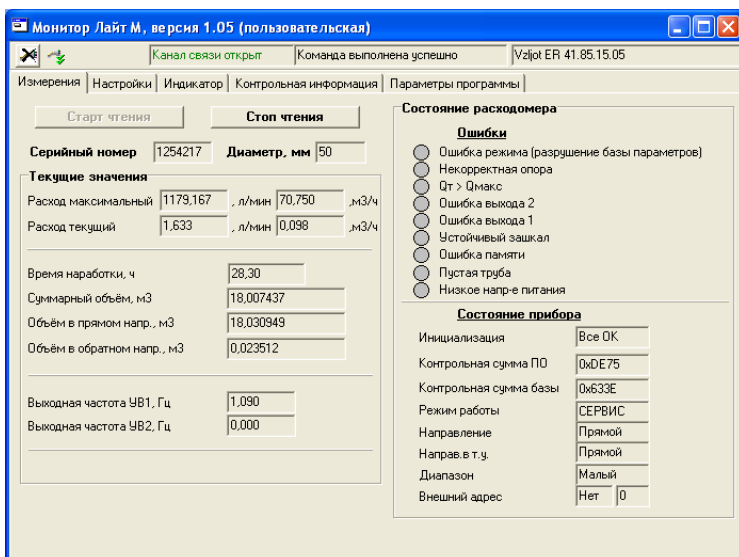 Монитор Лайт М, версия 1.05 (пользовательская)
Канал связи открыт Команда выполнена успешно Vzljot ER 41.85.15.05
Измерения Настройки Индикатор Контрольная информация Параметры программы
Старт чтения Стоп чтения
Серийный номер 1254217 Диаметр, мм 50
Текущие значения
Расход максимальный 1179,167 , л/мин 70,750 ,м3/ч
Расход текущий 1,633 , л/мин 0,098 ,м3/ч
Время наработки, ч 28,30
Суммарный объём, м3 18,007437
Объём в прямом напр., м3 18,030949
Объём в обратном напр., м3 0,023512
Выходная частота УВ1, Гц 1,090
Выходная частота УВ2, Гц 0,000
Состояние расходомера
Ошибки
Ошибка режима (разрушение базы параметров)
Некорректная опора
Qт > Qмакс
Ошибка выхода 2
Ошибка выхода 1
Устойчивый зашкал
Ошибка памяти
Пустая труба
Низкое напр-е питания
Состояние прибора
Инициализация Все ОК
Контрольная сумма ПО 0xDE75
Контрольная сумма базы 0x633E
Режим работы СЕРВИС
Направление Прямой
Направ.в т.у. Прямой
Диапазон Малый
Внешний адрес Нет 0